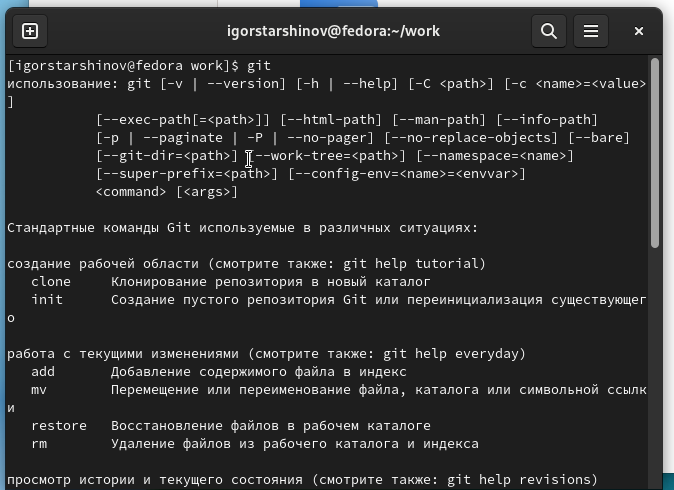 igorstarshinov@fedora:~/work
[igorstarshinov@fedora work]$ git
использование: git [-v | --version] [-h | --help] [-C <path>] [-c <name>=<value>
]
[--exec-path[=<path>]] [--html-path] [--man-path] [--info-path]
[-p | --paginate | -P | --no-pager] [--no-replace-objects] [--bare]
[--git-dir=<path>] [--work-tree=<path>] [--namespace=<name>]
[--super-prefix=<path>] [--config-env=<name>=<envvar>]
<command> [<args>]
Стандартные команды Git используемые в различных ситуациях:
создание рабочей области (смотрите также: git help tutorial)
clone Клонирование репозитория в новый каталог
init Создание пустого репозитория Git или переинициализация существующег
о
работа с текущими изменениями (смотрите также: git help everyday)
add Добавление содержимого файла в индекс
mv Перемещение или переименование файла, каталога или символьной ссылк
и
restore Восстановление файлов в рабочем каталоге
rm Удаление файлов из рабочего каталога и индекса
просмотр истории и текущего состояния (смотрите также: git help revisions)